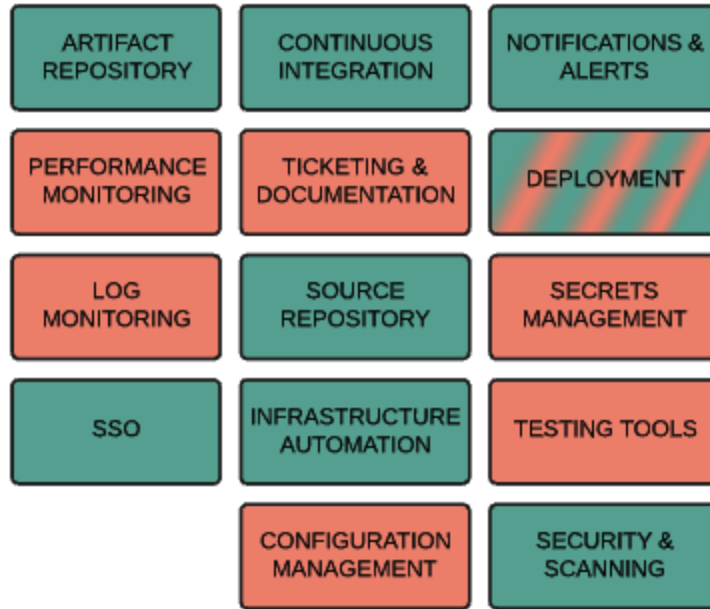 ARTIFACT
REPOSITORY
CONTINUOUS
INTEGRATION
NOTIFICATIONS &
ALERTS
PERFORMANCE
MONITORING
TICKETING &
DOCUMENTATION
DEPLOYMENT
LOG
MONITORING
SOURCE
REPOSITORY
SECRETS
MANAGEMENT
SSO
INFRASTRUCTURE
AUTOMATION
TESTING TOOLS
CONFIGURATION
MANAGEMENT
SECURITY &
SCANNING